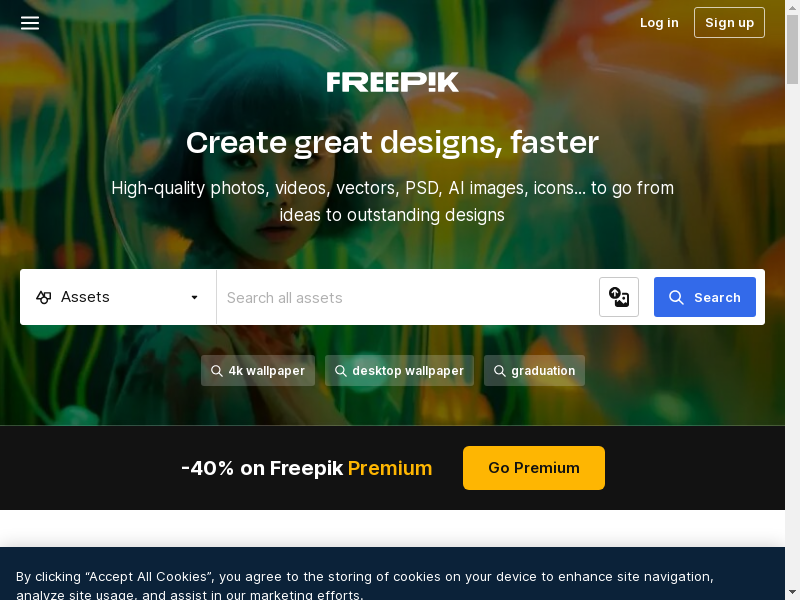 Log in
Sign up
FREEP!K
Create great designs, faster
High-quality photos, videos, vectors, PSD, AI images, icons... to go from
ideas to outstanding designs
Assets
Search all assets
Search
4k wallpaper
desktop wallpaper
graduation
-40% on Freepik Premium
Go Premium
By clicking “Accept All Cookies”, you agree to the storing of cookies on your device to enhance site navigation,
analyze site usage, and assist in our marketing efforts.